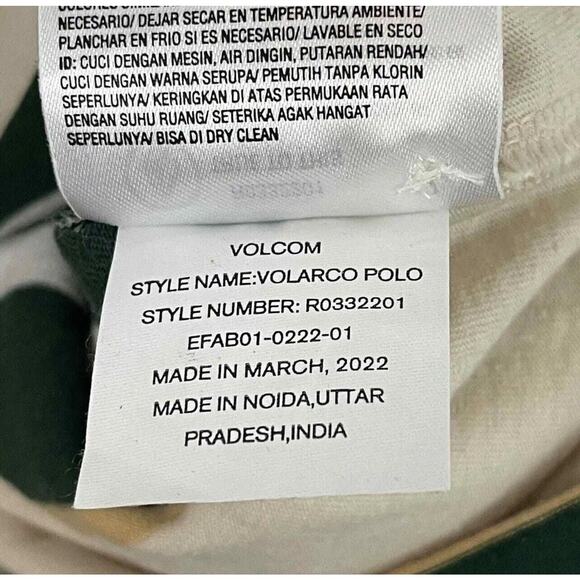 NECESARIO/ DEJAR SECAR EN TEMPERATURA AMBIENTE/
PLANCHAR EN FRIO SI ES NECESARIO/ LAVABLE EN SECO
ID: CUCI DENGAN MESIN, AIR DINGIN, PUTARAN RENDAH/
CUCI DENGAN WARNA SERUPA/ PEMUTIH TANPA KLORIN
SEPERLUNYA/ KERINGKAN DI ATAS PERMUKAAN RATA
DENGAN SUHU RUANG/ SETERIKA AGAK HANGAT
SEPERLUNYA/ BISA DI DRY CLEAN
VOLCOM
STYLE NAME:VOLARCO POLO
STYLE NUMBER: R0332201
EFAB01-0222-01
MADE IN MARCH, 2022
MADE IN NOIDA,UTTAR
PRADESH,INDIA